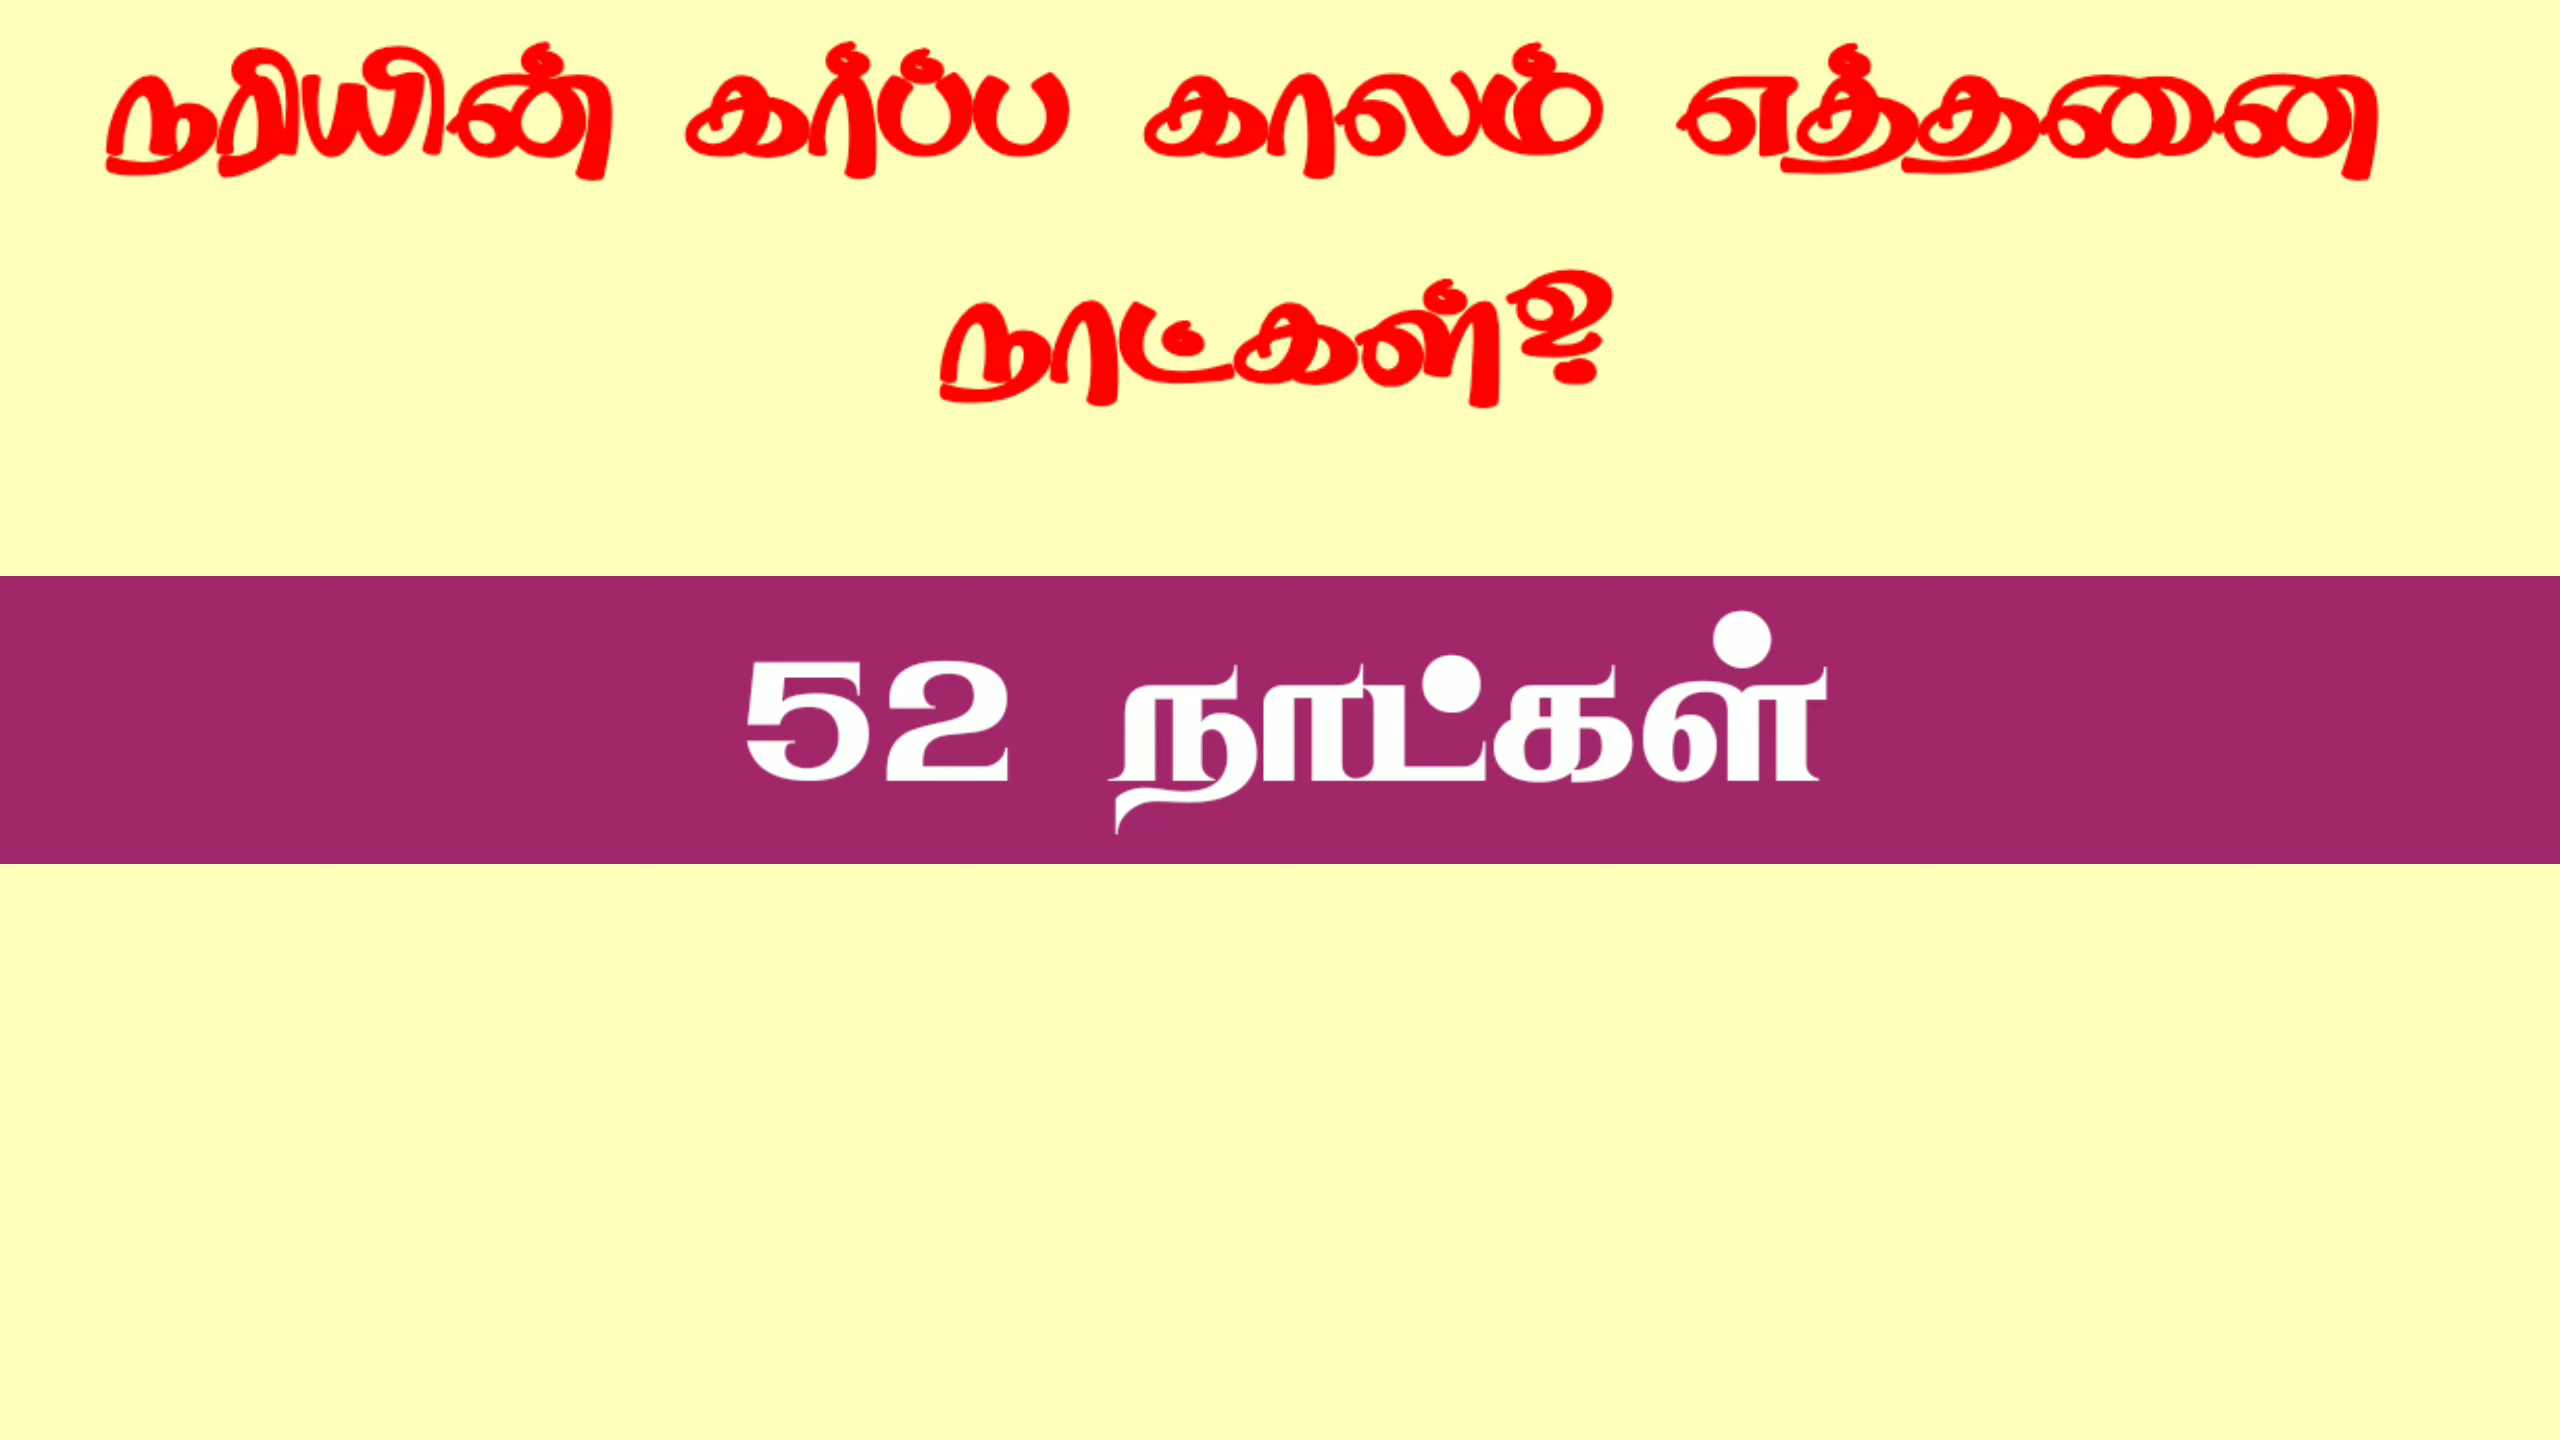 நரியின் கர்ப்ப காலம் எத்தனை
நாட்கள்?
52 நாட்கள்